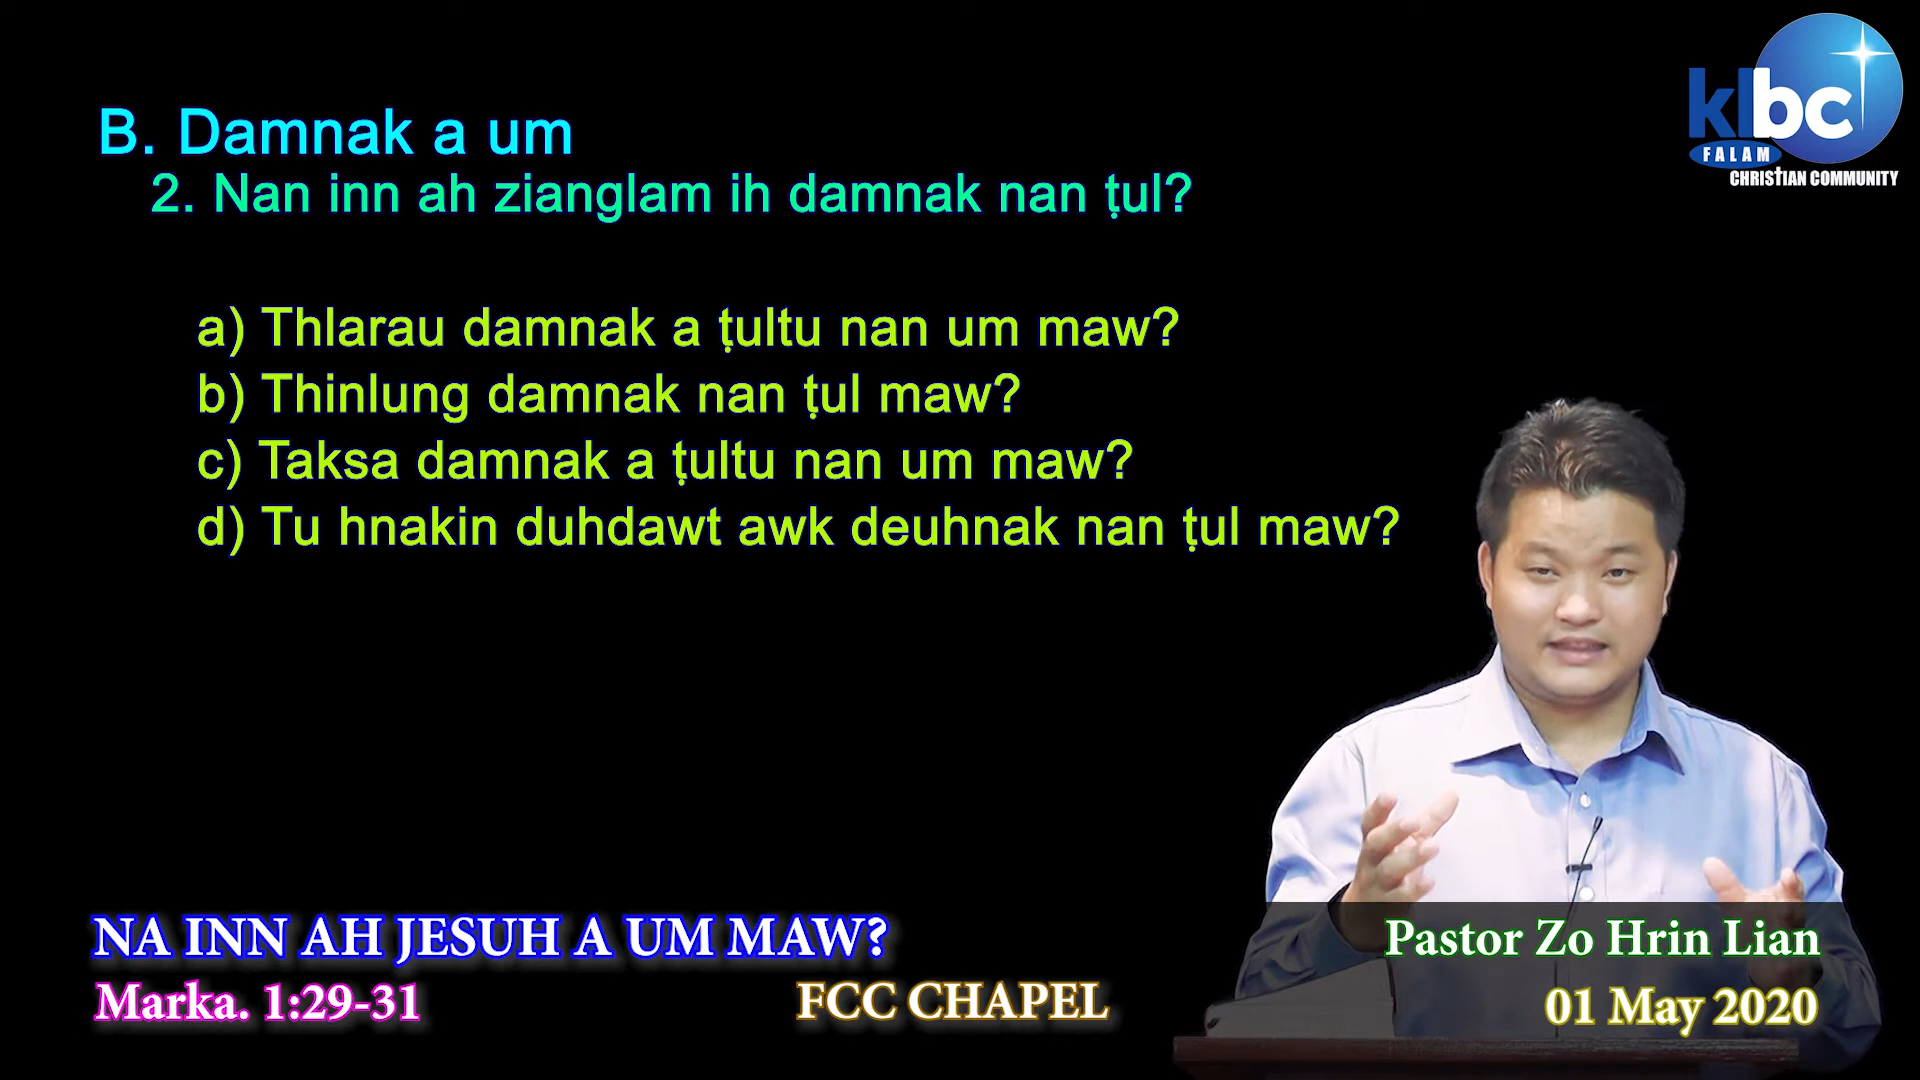 klbc
FALAM
CHRISTIAN COMMUNITY
B. Damnak a um
2. Nan inn ah zianglam ih damnak nan ṭul?
a) Thlarau damnak a ṭultu nan um maw?
b) Thinlung damnak nan ṭul maw?
c) Taksa damnak a ṭultu nan um maw?
d) Tu hnakin duhdawt awk deuhnak nan ṭul maw?
NA INN AH JESUH A UM MAW?
Marka. 1:29-31
FCC CHAPEL
Pastor Zo Hrin Lian
01 May 2020